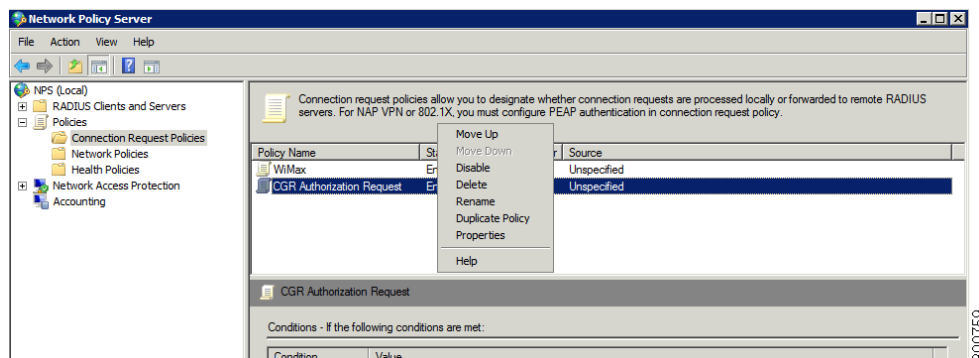 Network Policy Server
File Action View Help
NPS (Local)
RADIUS Clients and Servers
Policies
Connection Request Policies
Network Policies
Health Policies
Network Access Protection
Accounting
Connection request policies allow you to designate whether connection requests are processed locally or forwarded to remote RADIUS
servers. For NAP VPN or 802.1X, you must configure PEAP authentication in connection request policy.
Policy Name Source
WiMax Unspecified
CGR Authorization Request Unspecified
Move Up
Move Down
Disable
Delete
Rename
Duplicate Policy
Properties
Help
CGR Authorization Request
Conditions - If the following conditions are met:
Condition Value